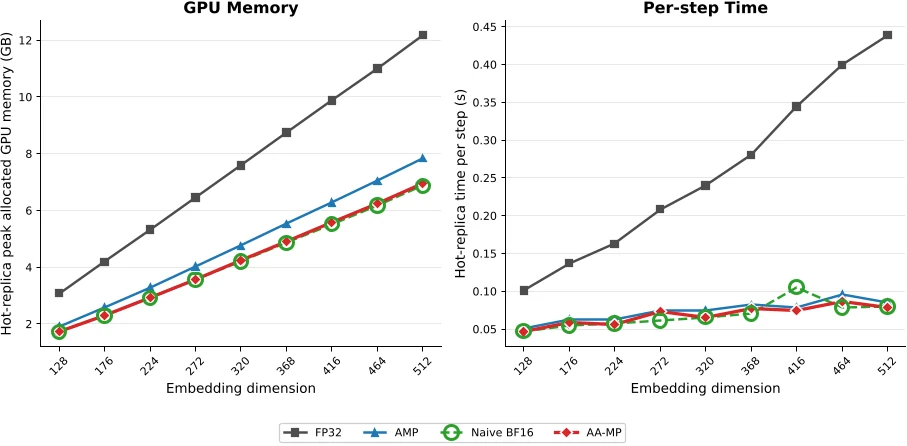 GPU Memory
Hot-replica peak allocated GPU memory (GB)
12
10
8
6
4
2
128 176 224 272 320 368 416 464 512
Embedding dimension
Per-step Time
Hot-replica time per step (s)
0.45
0.40
0.35
0.30
0.25
0.20
0.15
0.10
0.05
128 176 224 272 320 368 416 464 512
Embedding dimension
FP32 AMP Naive BF16 AA-MP